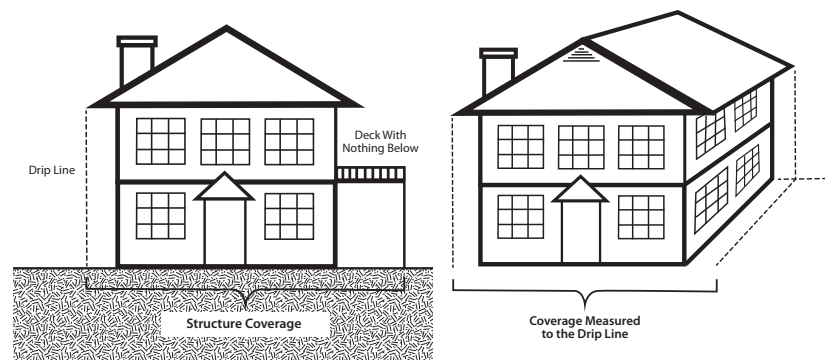 Deck With
Nothing Below
Drip Line
Structure Coverage
Coverage Measured
to the Drip Line